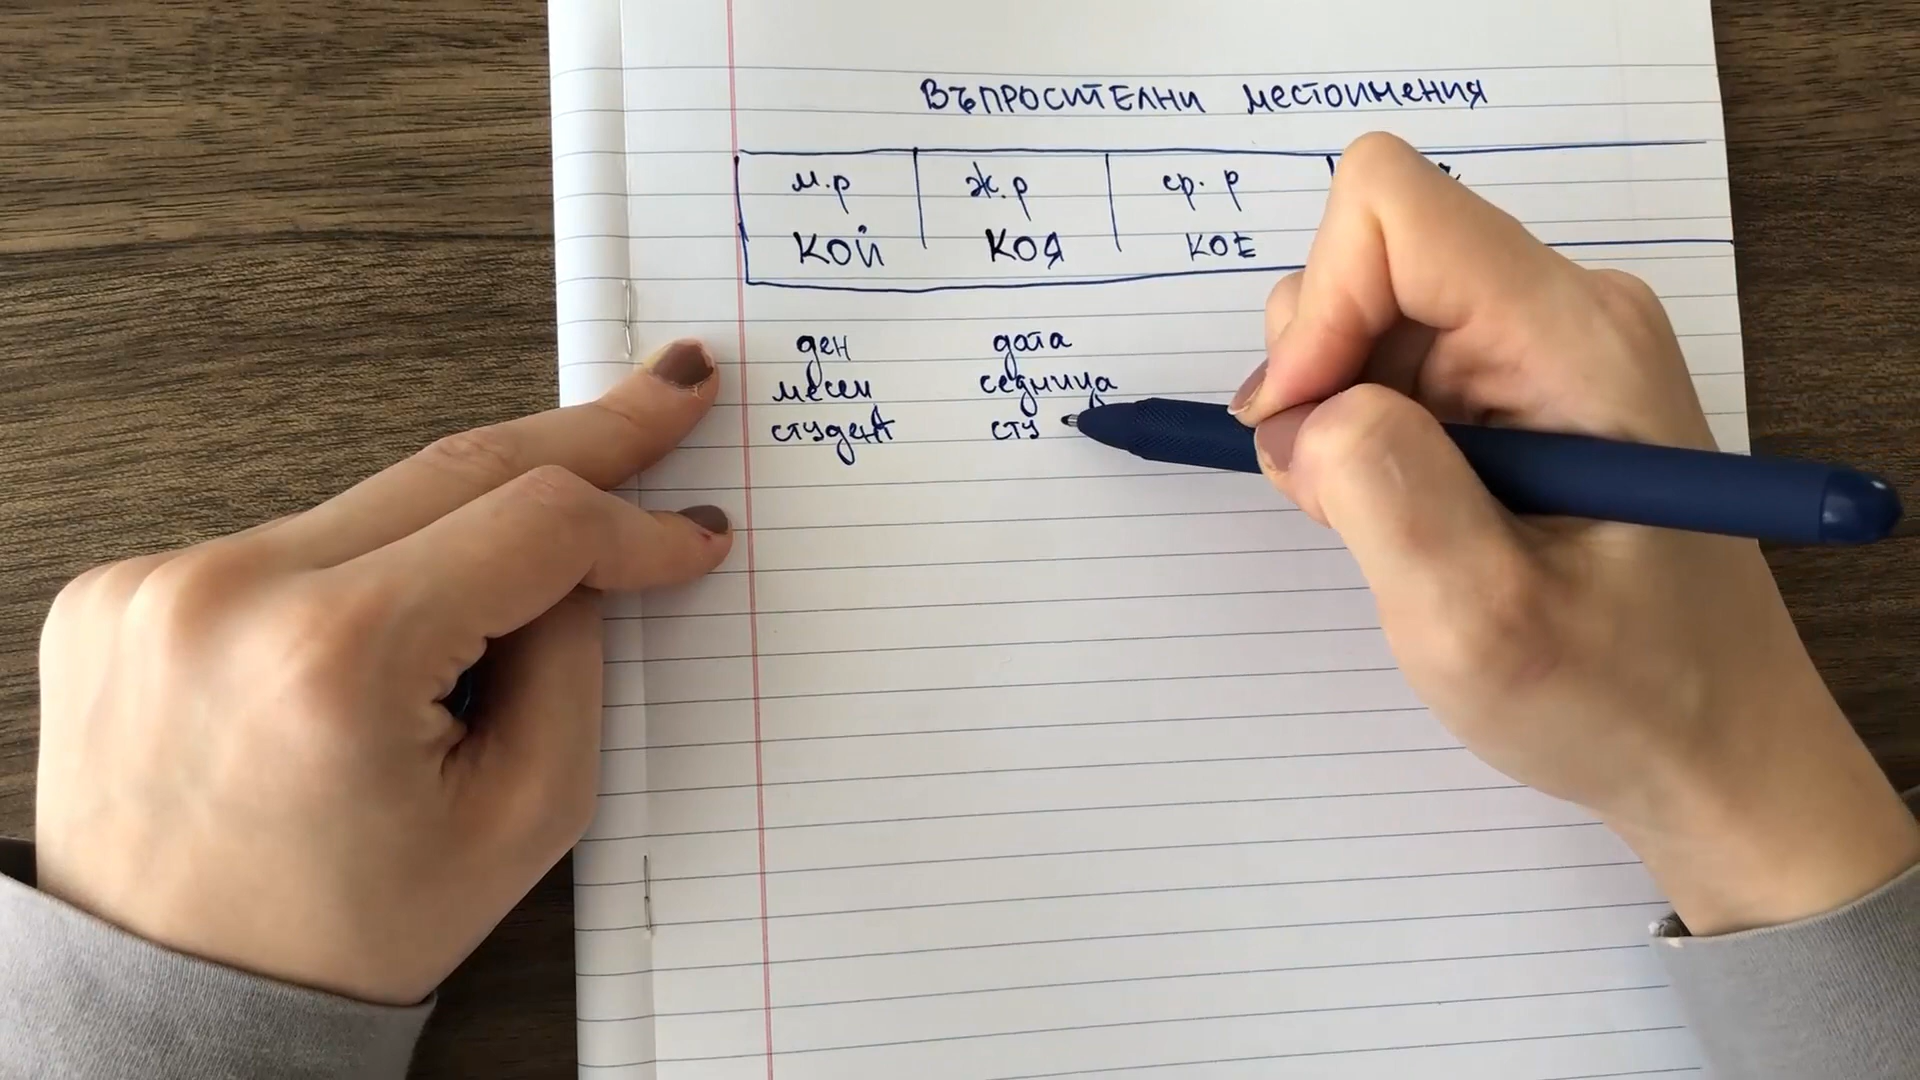 Въпросителни местоимения
м.р ж.р ср. р
кой коя кое
ден дата
месец седмица
студент сту